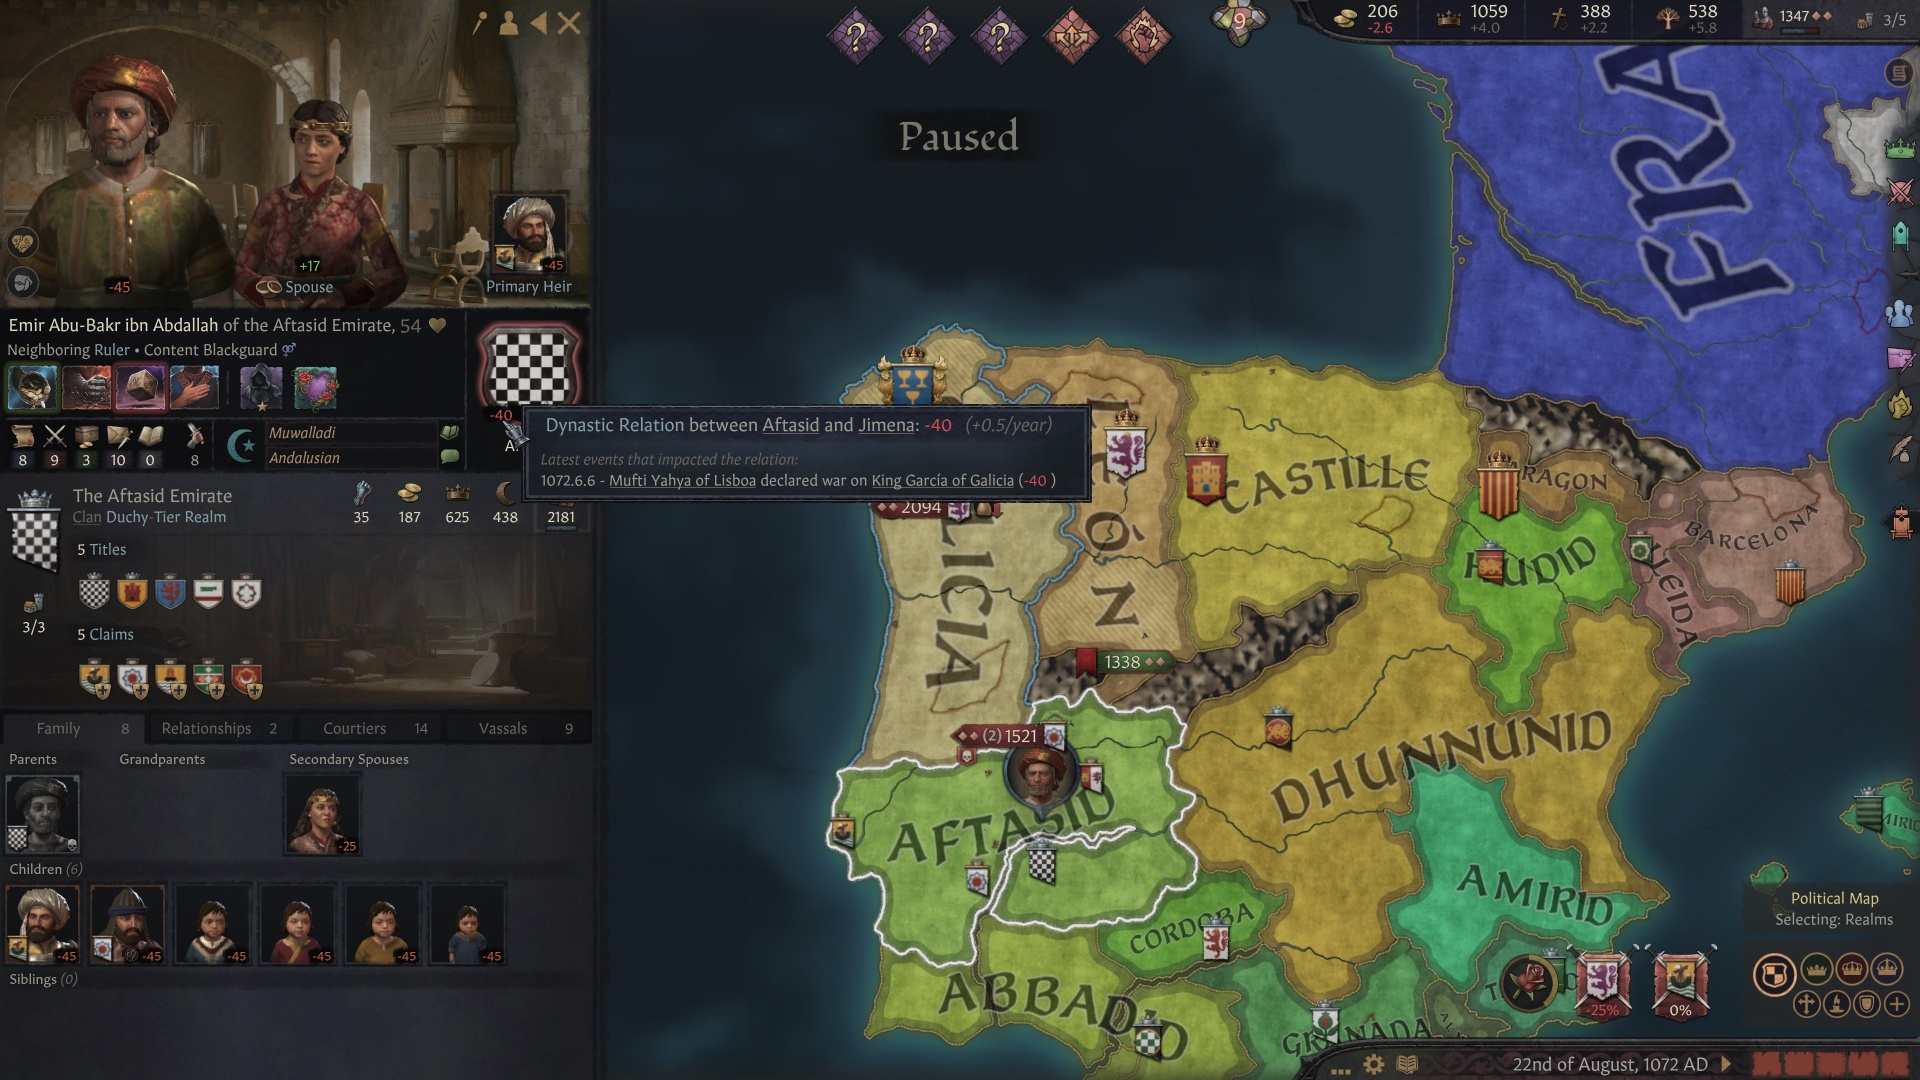 206
-2.6
1059
+4.0
388
+2.2
538
+5.8
1347
3/5
9
Paused
-45
+17
Spouse
-45
Primary Heir
Emir Abu-Bakr ibn Abdallah of the Aftasid Emirate, 54
Neighboring Ruler • Content Blackguard
8
9
3
10
0
8
Muwalladi
Andalusian
-40
A.
Dynastic Relation between Aftasid and Jimena: -40 (+0.5/year)
Latest events that impacted the relation:
1072.6.6 - Mufti Yahya of Lisboa declared war on King García of Galicia (-40 )
The Aftasid Emirate
Clan Duchy-Tier Realm
35
187
625
438
2181
5 Titles
3/3
5 Claims
Family 8
Relationships 2
Courtiers 14
Vassals 9
Parents
Grandparents
Secondary Spouses
-25
Children (6)
-45
-45
-45
-45
-45
-45
Siblings (0)
FRA
CASTILLE
ARAGON
BARCELONA
HUDID
LLEIDA
2094
LICIA
ÓN
1338
(2) 1521
DHUNNUNID
AFTASID
AMIRID
CORDOBA
ABBADID
GRANADA
Political Map
Selecting: Realms
-25%
0%
22nd of August, 1072 AD